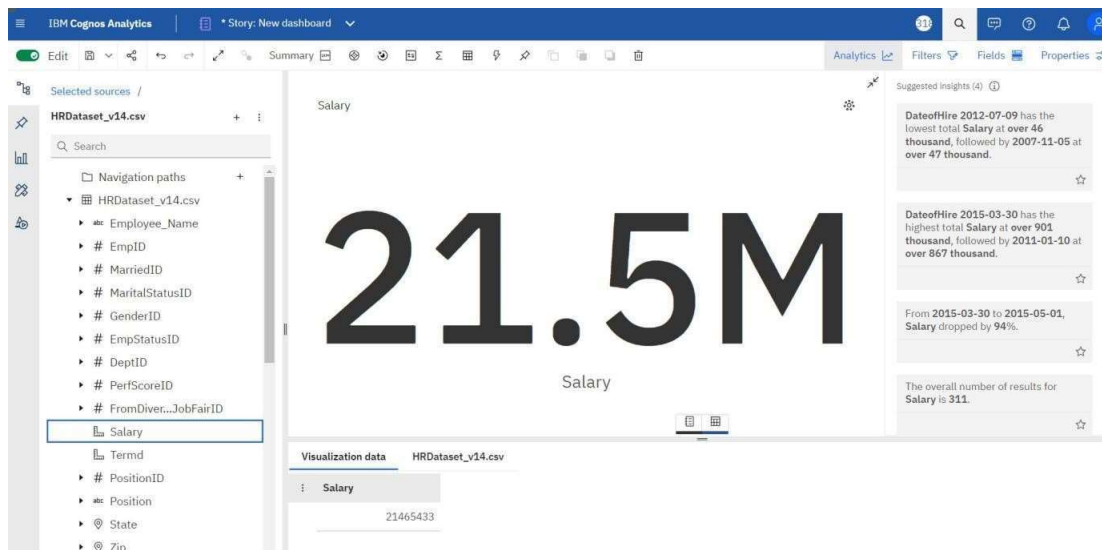 IBM Cognos Analytics
* Story: New dashboard
Edit
Summary
Analytics
Filters
Fields
Properties
Selected sources /
HRDataset_v14.csv
Search
Navigation paths
HRDataset_v14.csv
abc Employee_Name
# EmpID
# MarriedID
# MaritalStatusID
# GenderID
# EmpStatusID
# DeptID
# PerfScoreID
# FromDiver...JobFairID
Salary
Termd
# PositionID
abc Position
State
Zip
Salary
21.5M
Salary
Visualization data
HRDataset_v14.csv
Salary
21465433
Suggested insights (4)
DateofHire 2012-07-09 has the
lowest total Salary at over 46
thousand, followed by 2007-11-05 at
over 47 thousand.
DateofHire 2015-03-30 has the
highest total Salary at over 901
thousand, followed by 2011-01-10 at
over 867 thousand.
From 2015-03-30 to 2015-05-01,
Salary dropped by 94%.
The overall number of results for
Salary is 311.